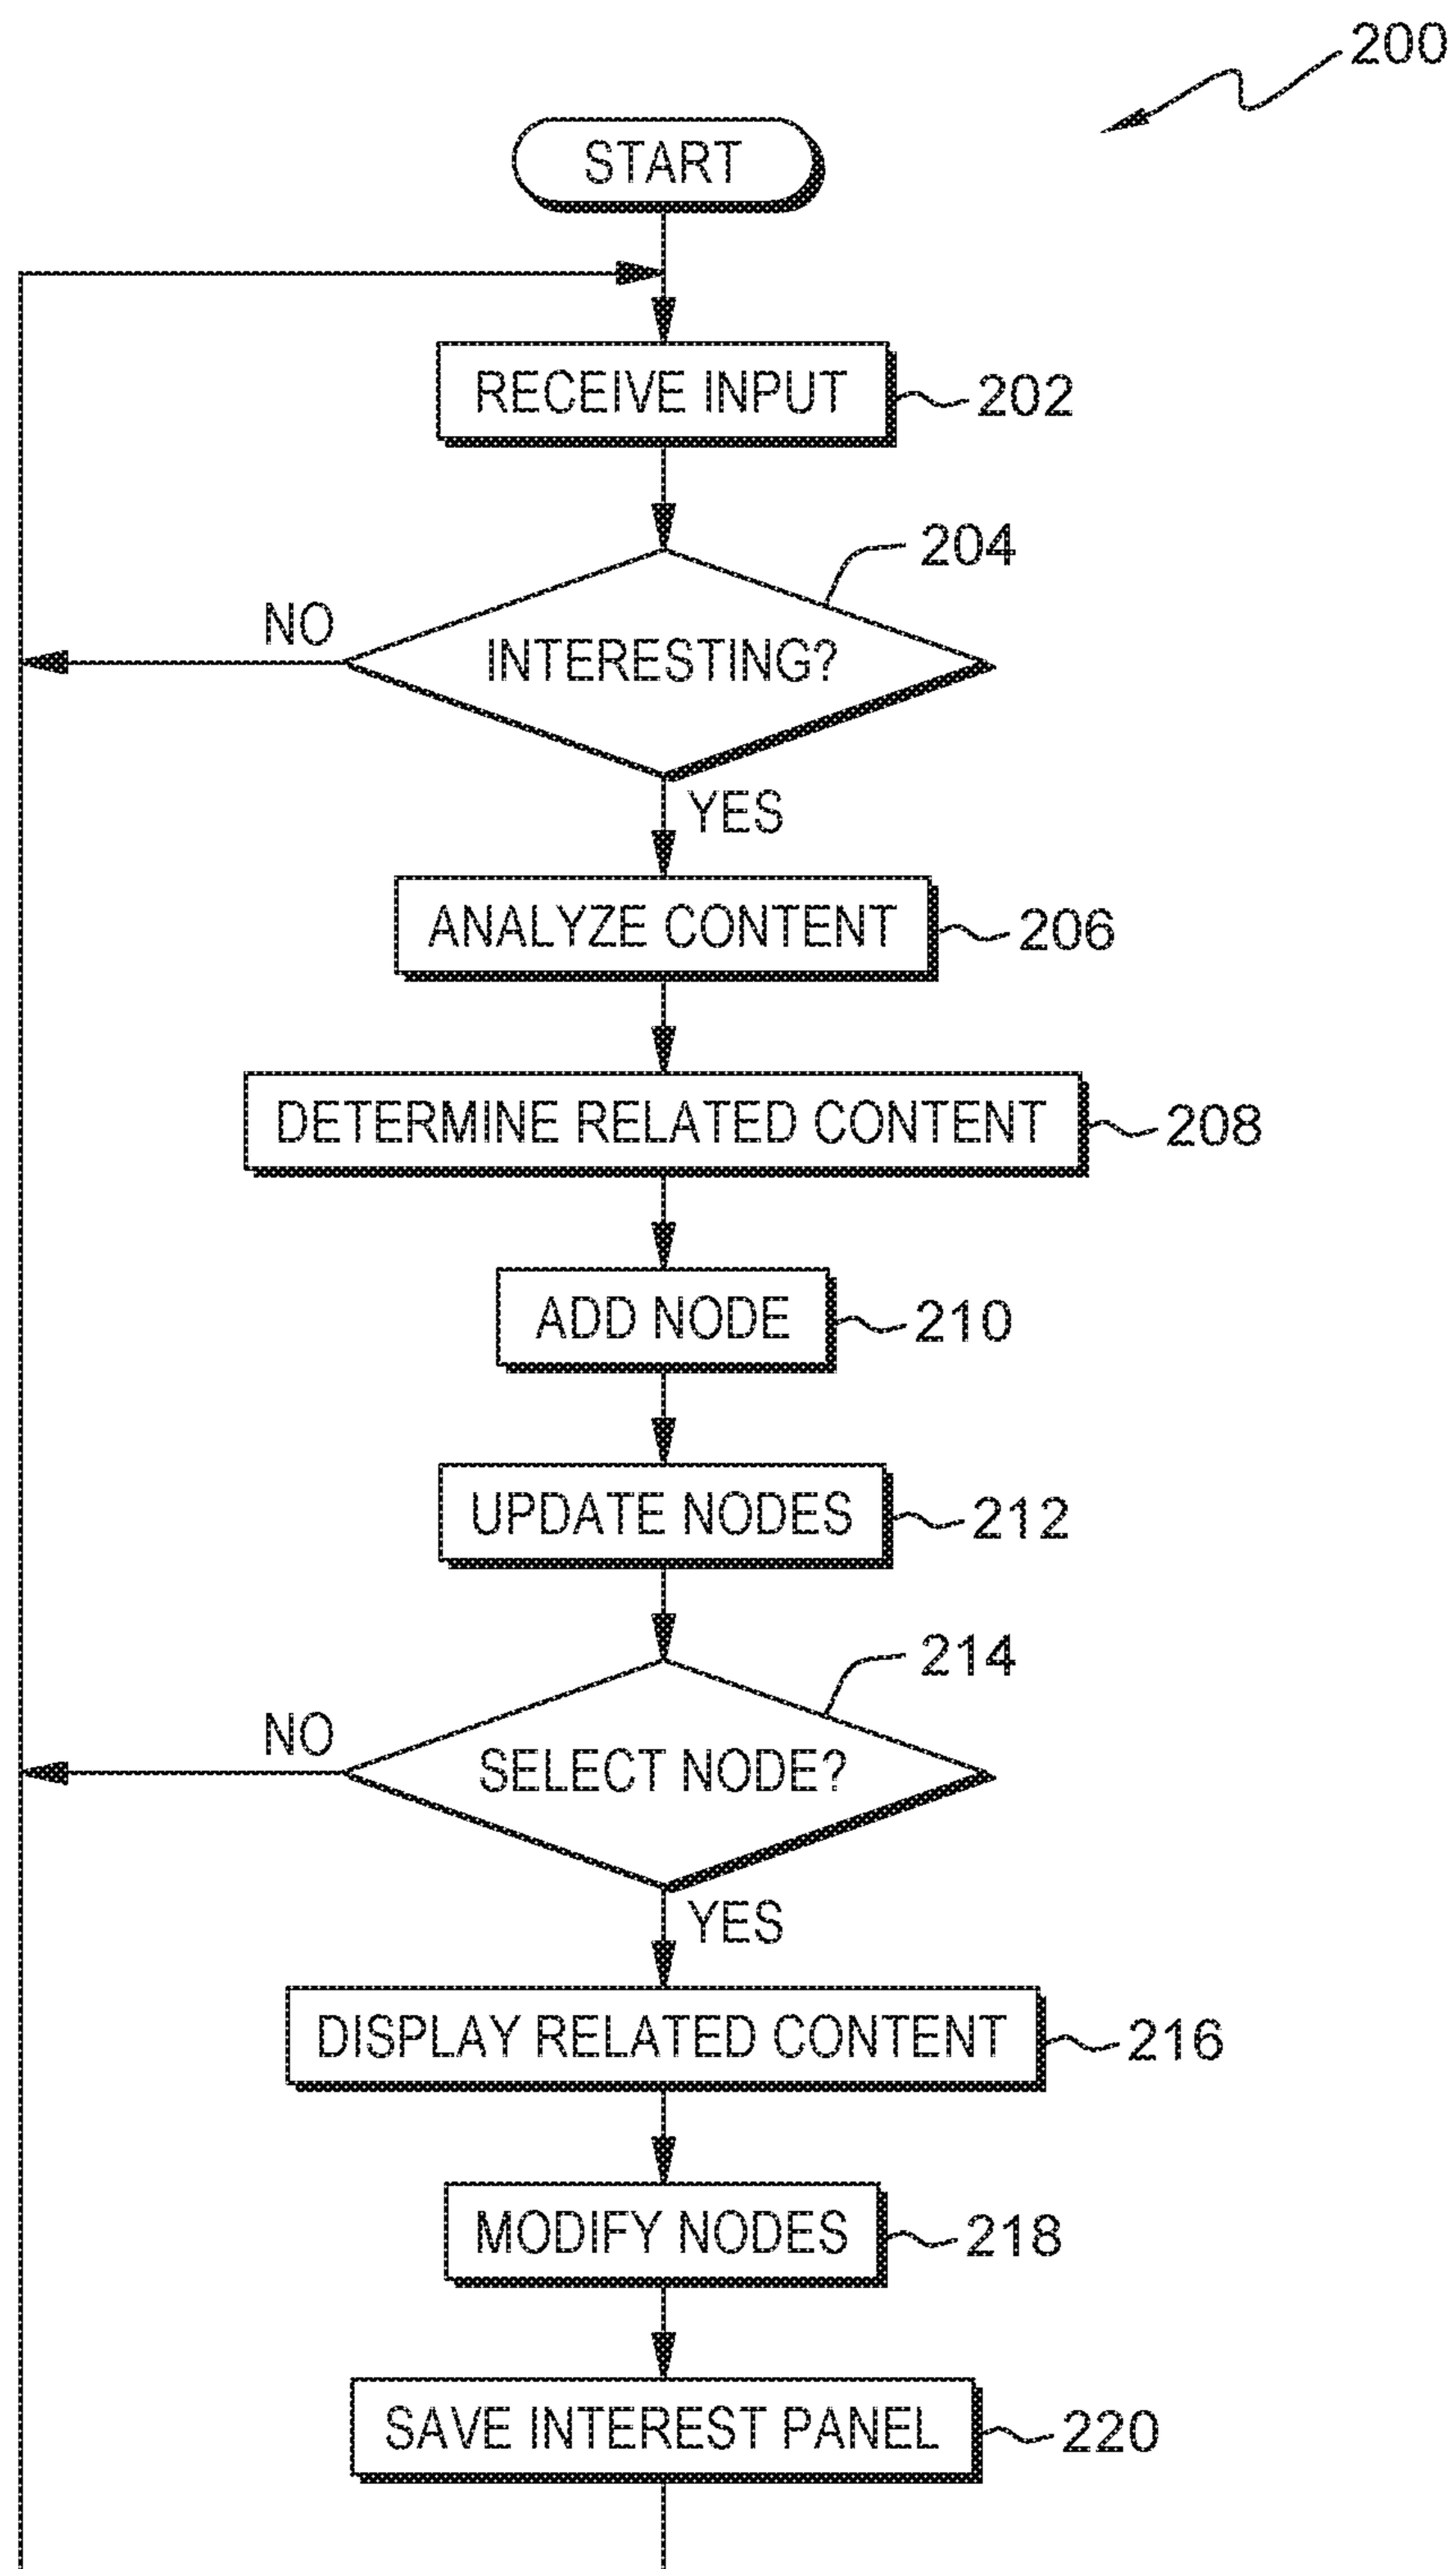 200
START
RECEIVE INPUT
202
204
NO
INTERESTING?
YES
ANALYZE CONTENT
206
DETERMINE RELATED CONTENT
208
ADD NODE
210
UPDATE NODES
212
214
NO
SELECT NODE?
YES
DISPLAY RELATED CONTENT
216
MODIFY NODES
218
SAVE INTEREST PANEL
220